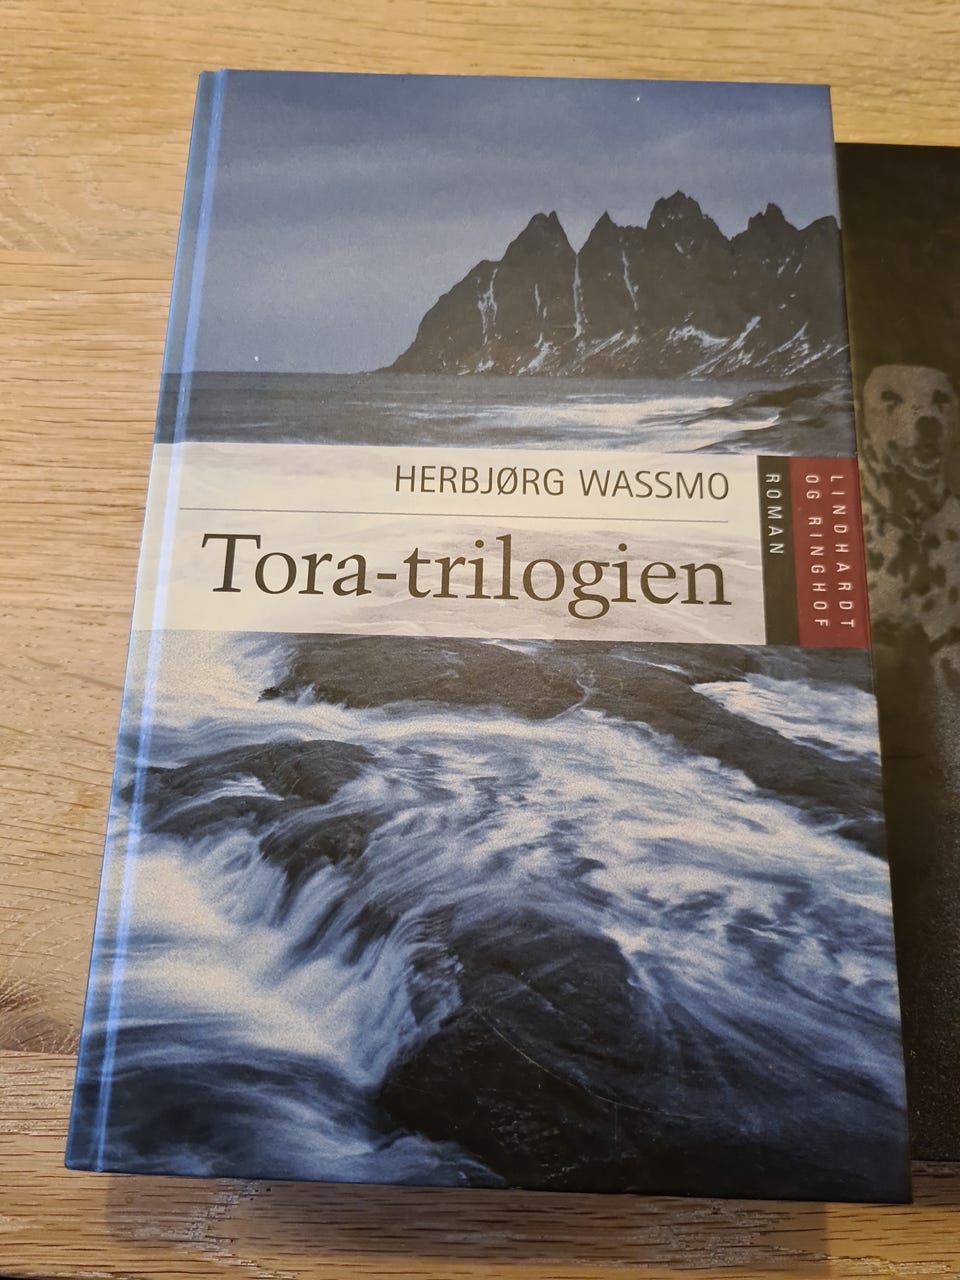 HERBJØRG WASSMO
Tora-trilogien
ROMAN
LINDHARDT
OG RINGHOF